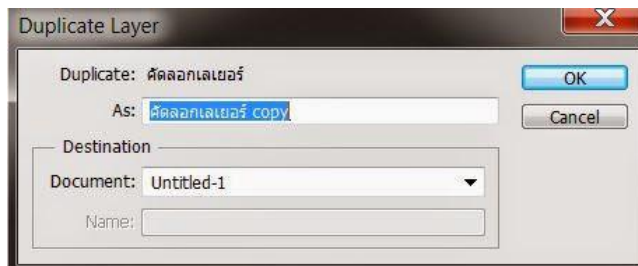 Duplicate Layer
X
Duplicate: คัดลอกเลเยอร์
OK
As: คัดลอกเลเยอร์ copy
Cancel
Destination
Document: Untitled-1
Name: